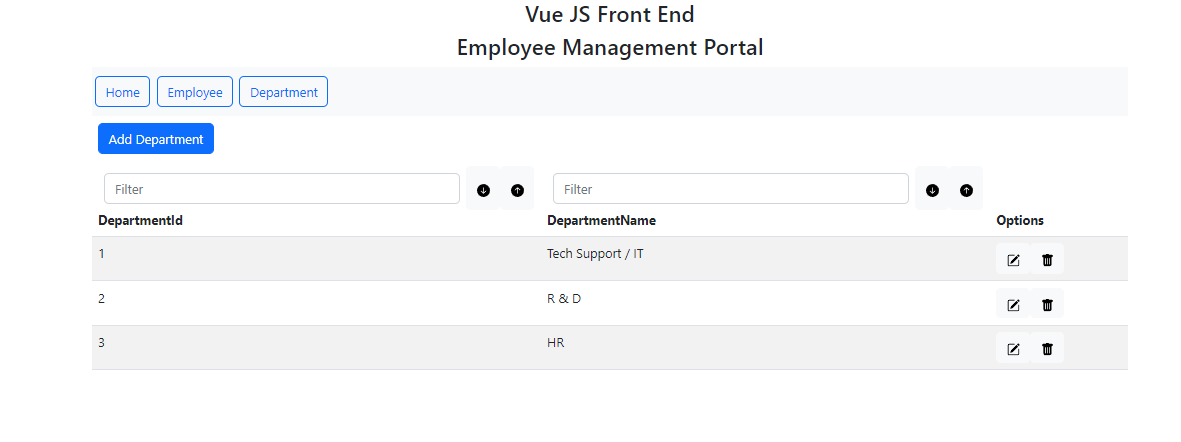 Vue JS Front End
Employee Management Portal
Home Employee Department
Add Department
Filter Filter
DepartmentId DepartmentName Options
1 Tech Support / IT
2 R & D
3 HR